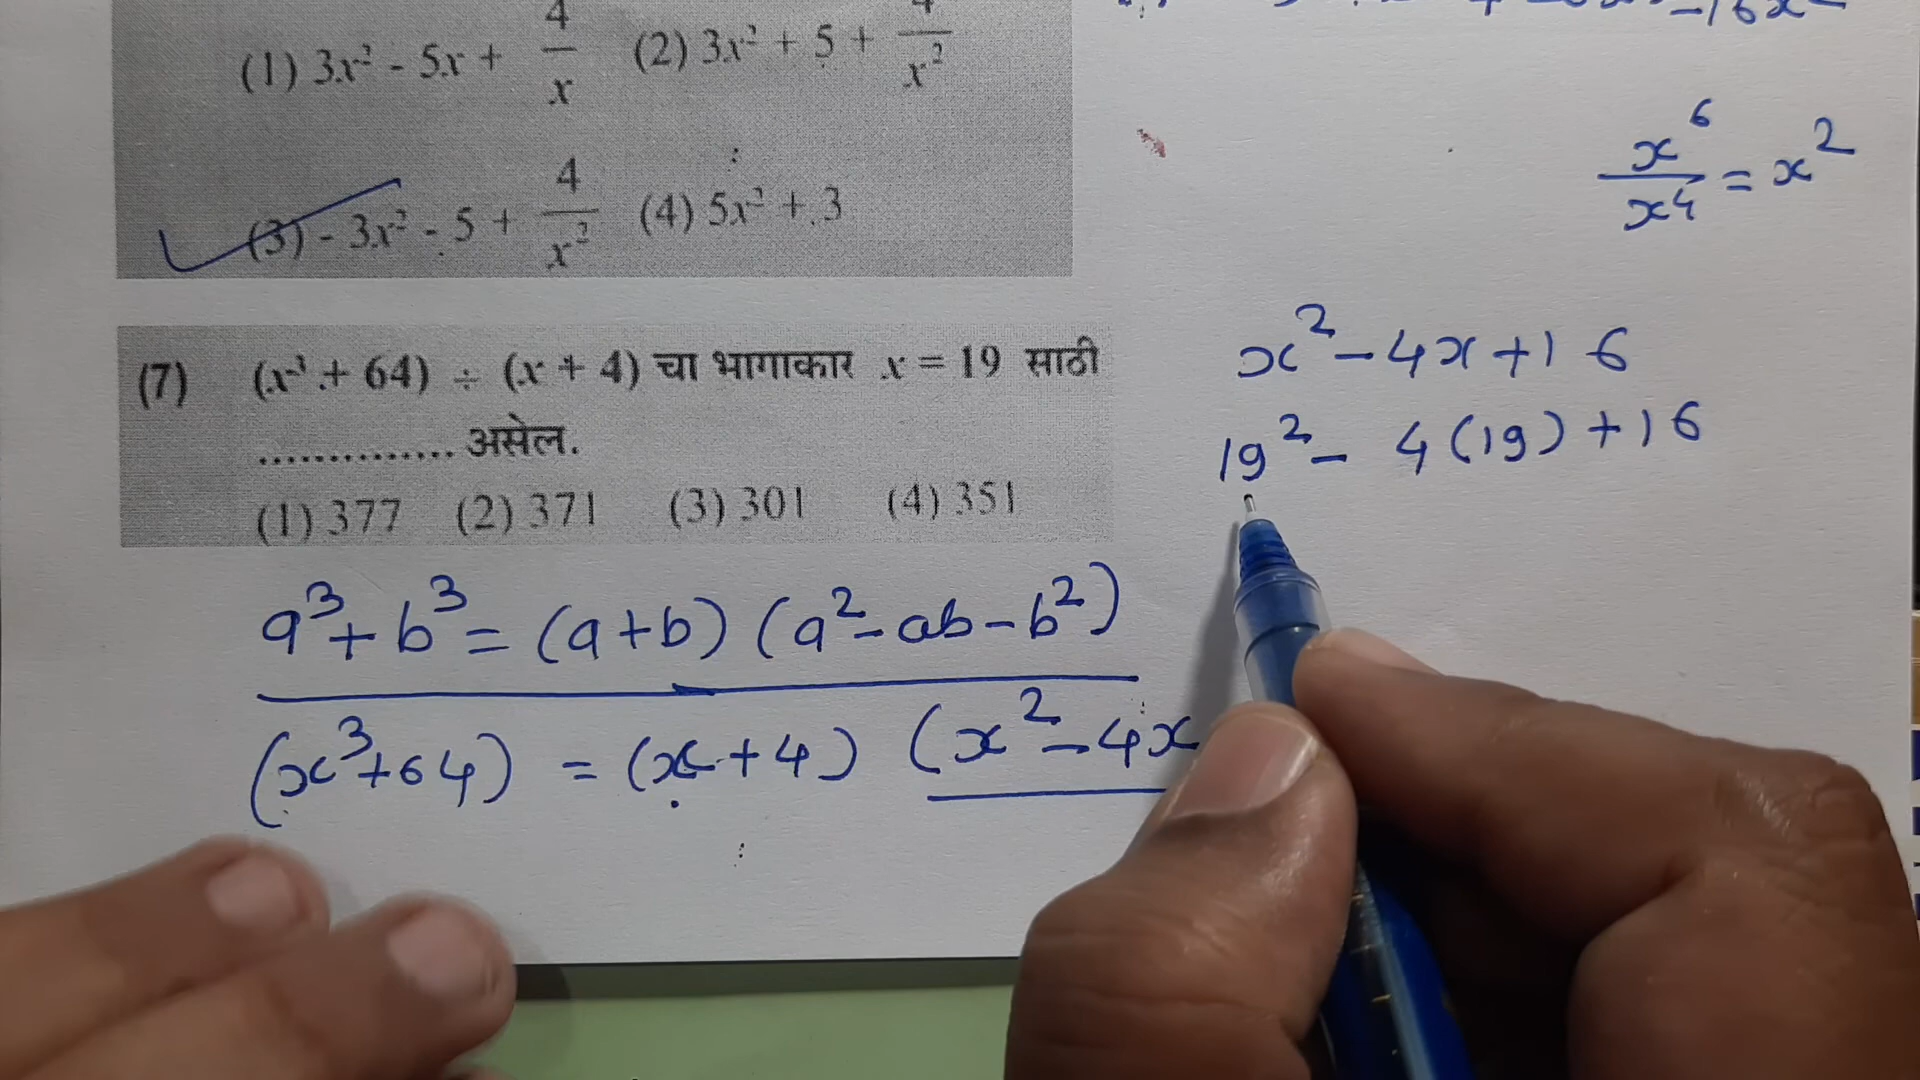 - 16x²
(1) 3x² - 5x + 4/x (2) 3x² + 5 + 4/x²
(3) - 3x² - 5 + 4/x² (4) 5x² + 3
x⁶/x⁴ = x²
(7) (x³ + 64) ÷ (x + 4) चा भागाकार x = 19 साठी
.............. असेल.
(1) 377 (2) 371 (3) 301 (4) 351
x² - 4x + 16
19² - 4(19) + 16
a³ + b³ = (a + b) (a² - ab - b²)
(x³ + 64) = (x + 4) (x² - 4x